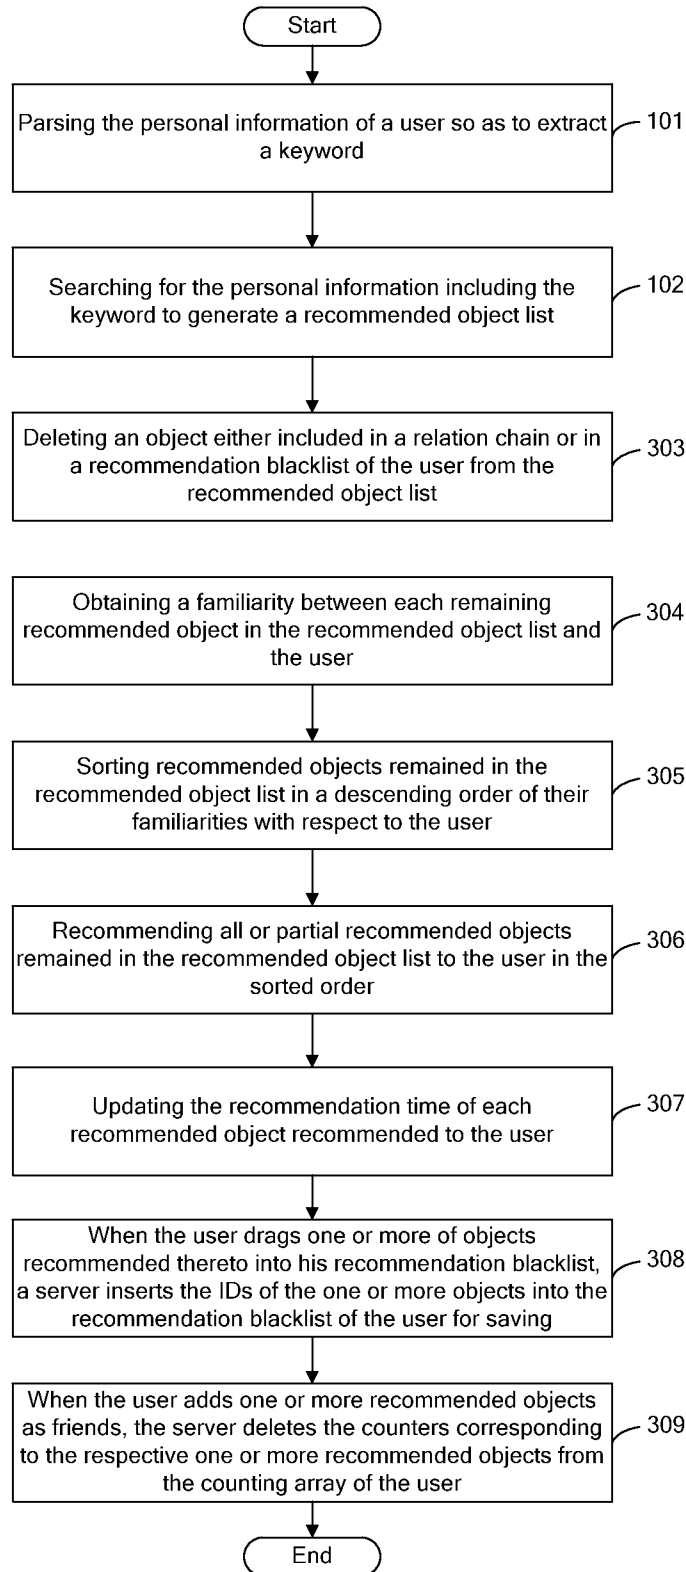 Start
Parsing the personal information of a user so as to extract
a keyword
101
Searching for the personal information including the
keyword to generate a recommended object list
102
Deleting an object either included in a relation chain or in
a recommendation blacklist of the user from the
recommended object list
303
Obtaining a familiarity between each remaining
recommended object in the recommended object list and
the user
304
Sorting recommended objects remained in the
recommended object list in a descending order of their
familiarities with respect to the user
305
Recommending all or partial recommended objects
remained in the recommended object list to the user in the
sorted order
306
Updating the recommendation time of each
recommended object recommended to the user
307
When the user drags one or more of objects
recommended thereto into his recommendation blacklist,
a server inserts the IDs of the one or more objects into the
recommendation blacklist of the user for saving
308
When the user adds one or more recommended objects
as friends, the server deletes the counters corresponding
to the respective one or more recommended objects from
the counting array of the user
309
End